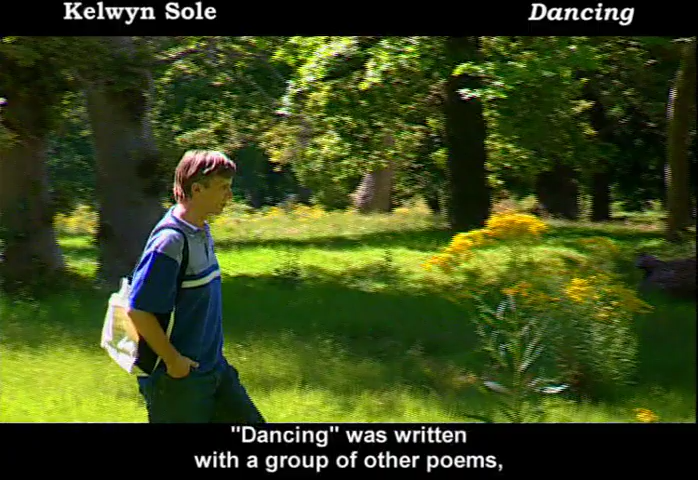 Kelwyn Sole
Dancing
"Dancing" was written
with a group of other poems,